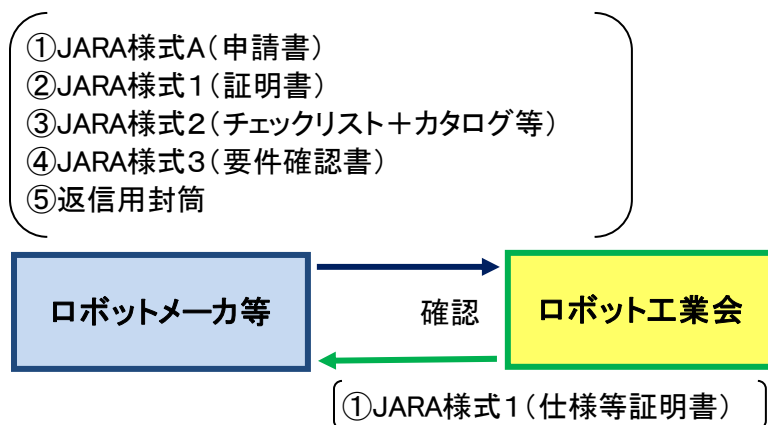 ①JARA様式A（申請書）
②JARA様式1（証明書）
③JARA様式2（チェックリスト＋カタログ等）
④JARA様式３（要件確認書）
⑤返信用封筒
ロボットメーカ等
確認
ロボット工業会
①JARA様式１（仕様等証明書）